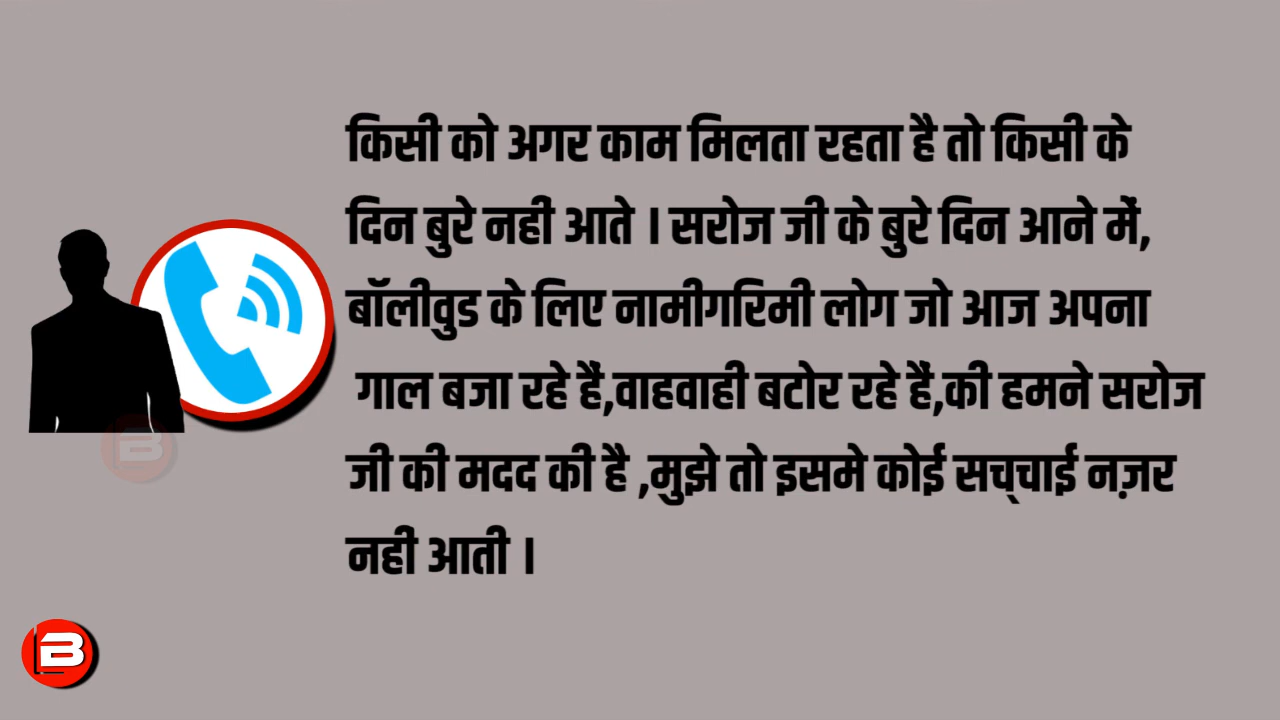 किसी को अगर काम मिलता रहता है तो किसी के
दिन बुरे नही आते । सरोज जी के बुरे दिन आने में,
बॉलीवुड के लिए नामीगरिमी लोग जो आज अपना
गाल बजा रहे हैं,वाहवाही बटोर रहे हैं,की हमने सरोज
जी की मदद की है ,मुझे तो इसमे कोई सच्चाई नज़र
नही आती ।
B
B